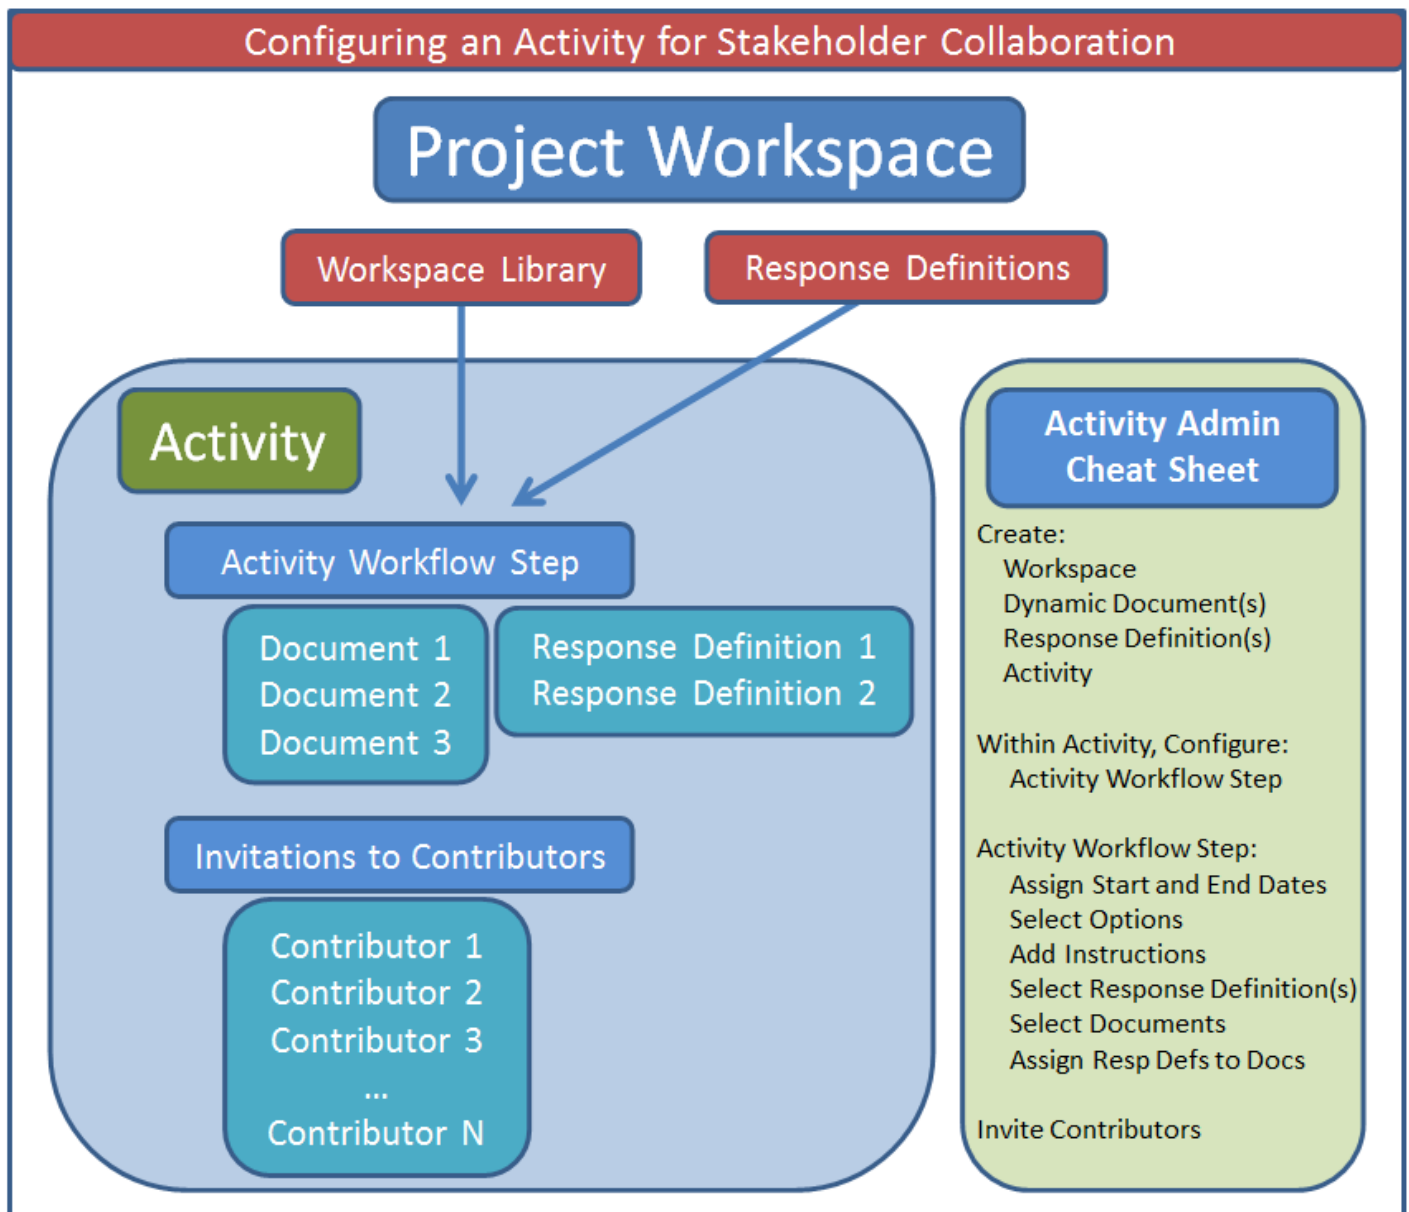 Configuring an Activity for Stakeholder Collaboration
Project Workspace
Workspace Library
Response Definitions
Activity
Activity Workflow Step
Document 1
Document 2
Document 3
Response Definition 1
Response Definition 2
Invitations to Contributors
Contributor 1
Contributor 2
Contributor 3
...
Contributor N
Activity Admin
Cheat Sheet
Create:
Workspace
Dynamic Document(s)
Response Definition(s)
Activity
Within Activity, Configure:
Activity Workflow Step
Activity Workflow Step:
Assign Start and End Dates
Select Options
Add Instructions
Select Response Definition(s)
Select Documents
Assign Resp Defs to Docs
Invite Contributors